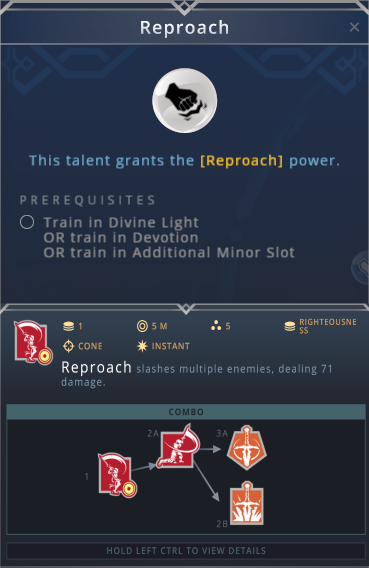 Reproach
This talent grants the [Reproach] power.
PREREQUISITES
Train in Divine Light
OR train in Devotion
OR train in Additional Minor Slot
1
5 M
5
RIGHTEOUSNE
SS
CONE
INSTANT
Reproach slashes multiple enemies, dealing 71
damage.
COMBO
2A
3A
1
2B
HOLD LEFT CTRL TO VIEW DETAILS